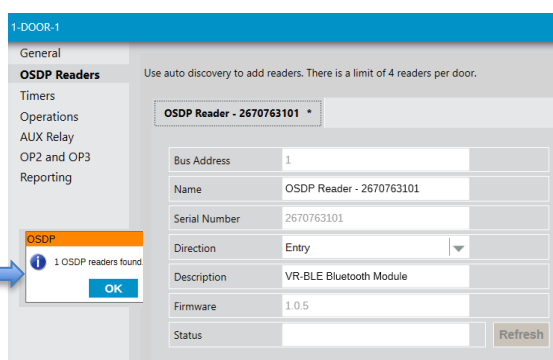 1-DOOR-1
General
OSDP Readers
Timers
Operations
AUX Relay
OP2 and OP3
Reporting
Use auto discovery to add readers. There is a limit of 4 readers per door.
OSDP Reader - 2670763101 *
Bus Address 1
Name OSDP Reader - 2670763101
Serial Number 2670763101
Direction Entry
Description VR-BLE Bluetooth Module
Firmware 1.0.5
Status Refresh
OSDP
1 OSDP readers found.
OK